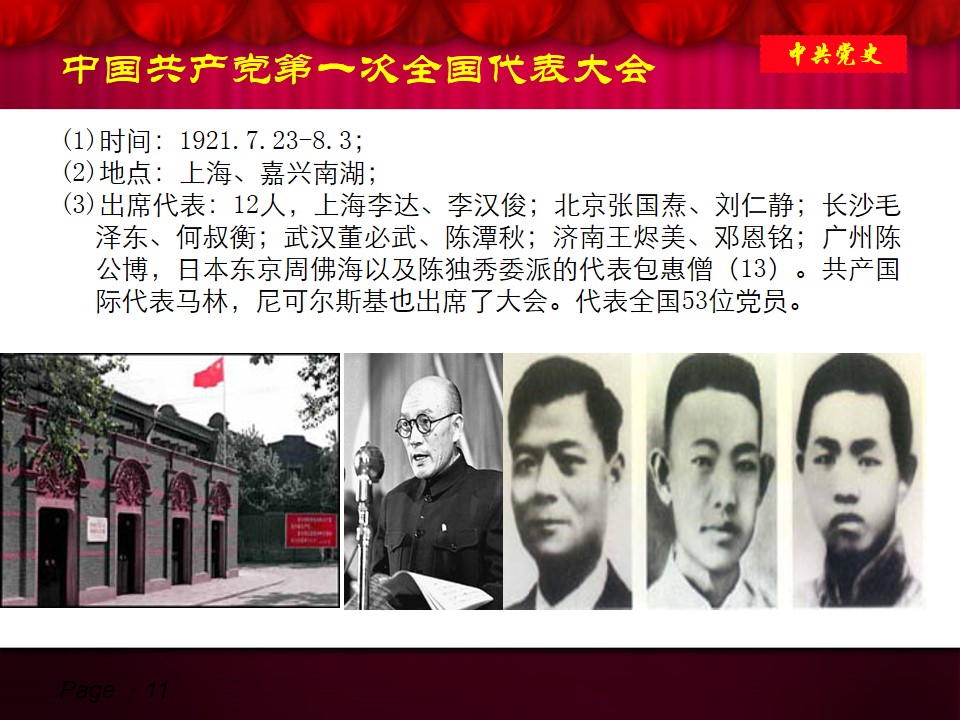 中国共产党第一次全国代表大会
中共党史
(1)时间：1921.7.23-8.3；
(2)地点：上海、嘉兴南湖；
(3)出席代表：12人，上海李达、李汉俊；北京张国焘、刘仁静；长沙毛
泽东、何叔衡；武汉董必武、陈潭秋；济南王烬美、邓恩铭；广州陈
公博，日本东京周佛海以及陈独秀委派的代表包惠僧（13）。共产国
际代表马林，尼可尔斯基也出席了大会。代表全国53位党员。
Page 11